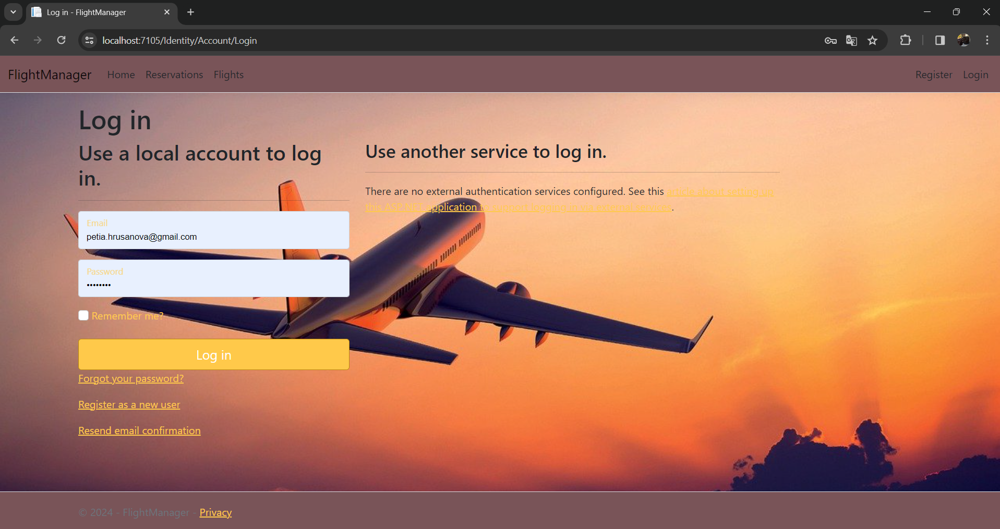 Log in - FlightManager
localhost:7105/Identity/Account/Login
FlightManager Home Reservations Flights Register Login
Log in
Use a local account to log
in.
Email
petia.hrusanova@gmail.com
Password
••••••••
Remember me?
Log in
Forgot your password?
Register as a new user
Resend email confirmation
Use another service to log in.
There are no external authentication services configured. See this article about setting up
this ASP.NET application to support logging in via external services.
© 2024 - FlightManager - Privacy